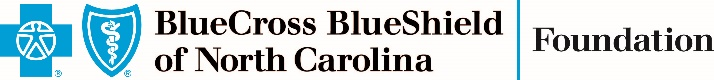 BlueCross BlueShield
of North Carolina
Foundation
® ®